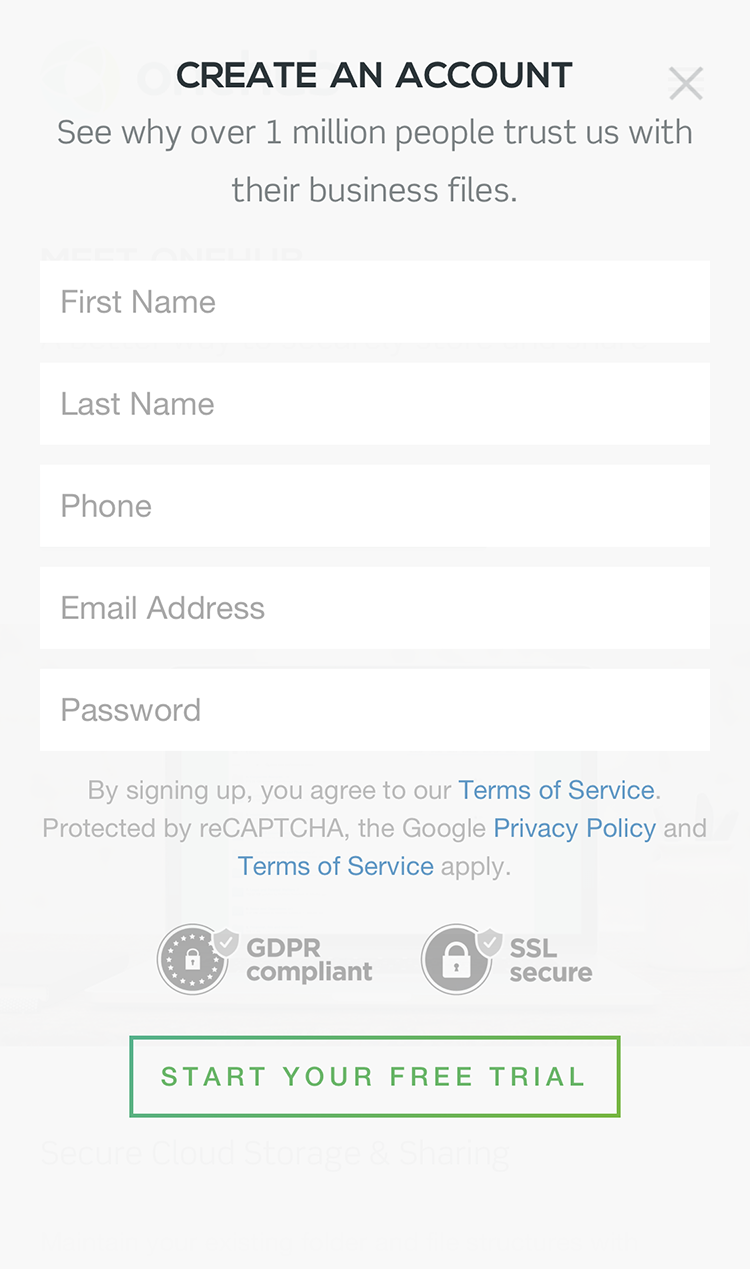 CREATE AN ACCOUNT
See why over 1 million people trust us with
their business files.
MEET ONEHUB
First Name
Last Name
Phone
Email Address
Password
By signing up, you agree to our Terms of Service.
Protected by reCAPTCHA, the Google Privacy Policy and
Terms of Service apply.
GDPR
compliant
SSL
secure
START YOUR FREE TRIAL
Secure Cloud Storage & Sharing